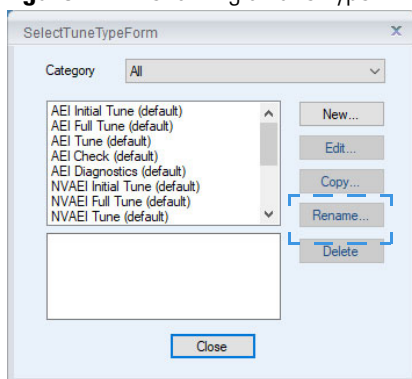 SelectTuneTypeForm x
Category All
AEI Initial Tune (default)
AEI Full Tune (default)
AEI Tune (default)
AEI Check (default)
AEI Diagnostics (default)
NVAEI Initial Tune (default)
NVAEI Full Tune (default)
NVAEI Tune (default)
New...
Edit...
Copy...
Rename...
Delete
Close